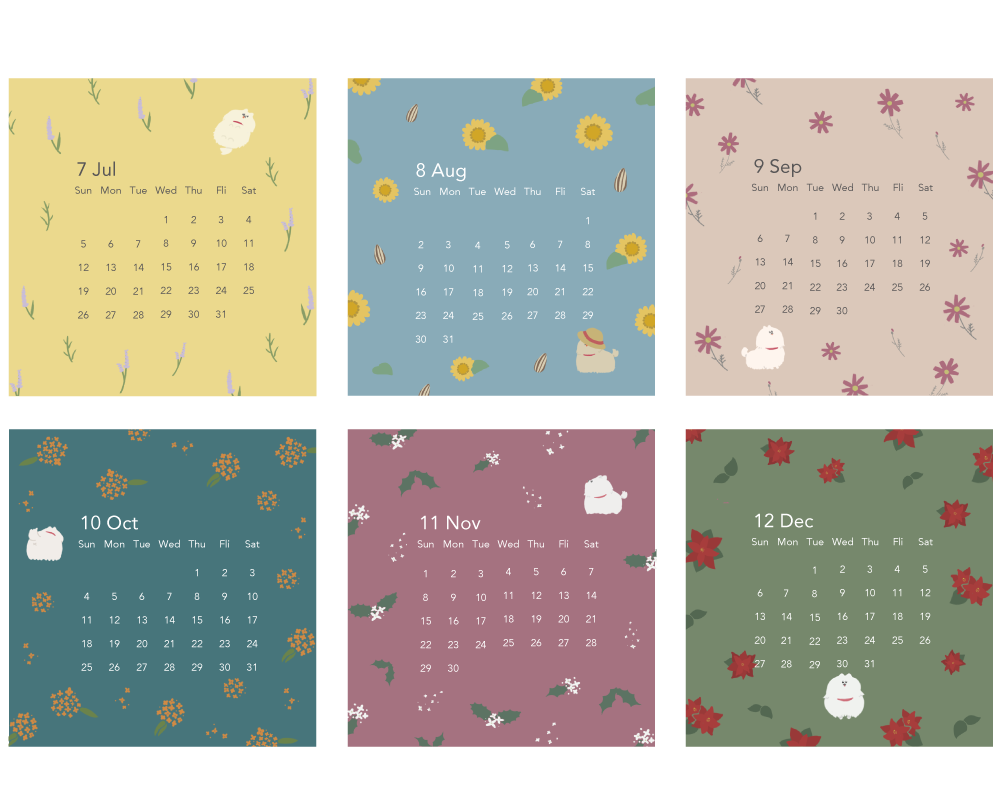 7 Jul
Sun Mon Tue Wed Thu Fli Sat
1 2 3 4
5 6 7 8 9 10 11
12 13 14 15 16 17 18
19 20 21 22 23 24 25
26 27 28 29 30 31
8 Aug
Sun Mon Tue Wed Thu Fli Sat
1
2 3 4 5 6 7 8
9 10 11 12 13 14 15
16 17 18 19 20 21 22
23 24 25 26 27 28 29
30 31
9 Sep
Sun Mon Tue Wed Thu Fli Sat
1 2 3 4 5
6 7 8 9 10 11 12
13 14 15 16 17 18 19
20 21 22 23 24 25 26
27 28 29 30
10 Oct
Sun Mon Tue Wed Thu Fli Sat
1 2 3
4 5 6 7 8 9 10
11 12 13 14 15 16 17
18 19 20 21 22 23 24
25 26 27 28 29 30 31
11 Nov
Sun Mon Tue Wed Thu Fli Sat
1 2 3 4 5 6 7
8 9 10 11 12 13 14
15 16 17 18 19 20 21
22 23 24 25 26 27 28
29 30
12 Dec
Sun Mon Tue Wed Thu Fli Sat
1 2 3 4 5
6 7 8 9 10 11 12
13 14 15 16 17 18 19
20 21 22 23 24 25 26
27 28 29 30 31